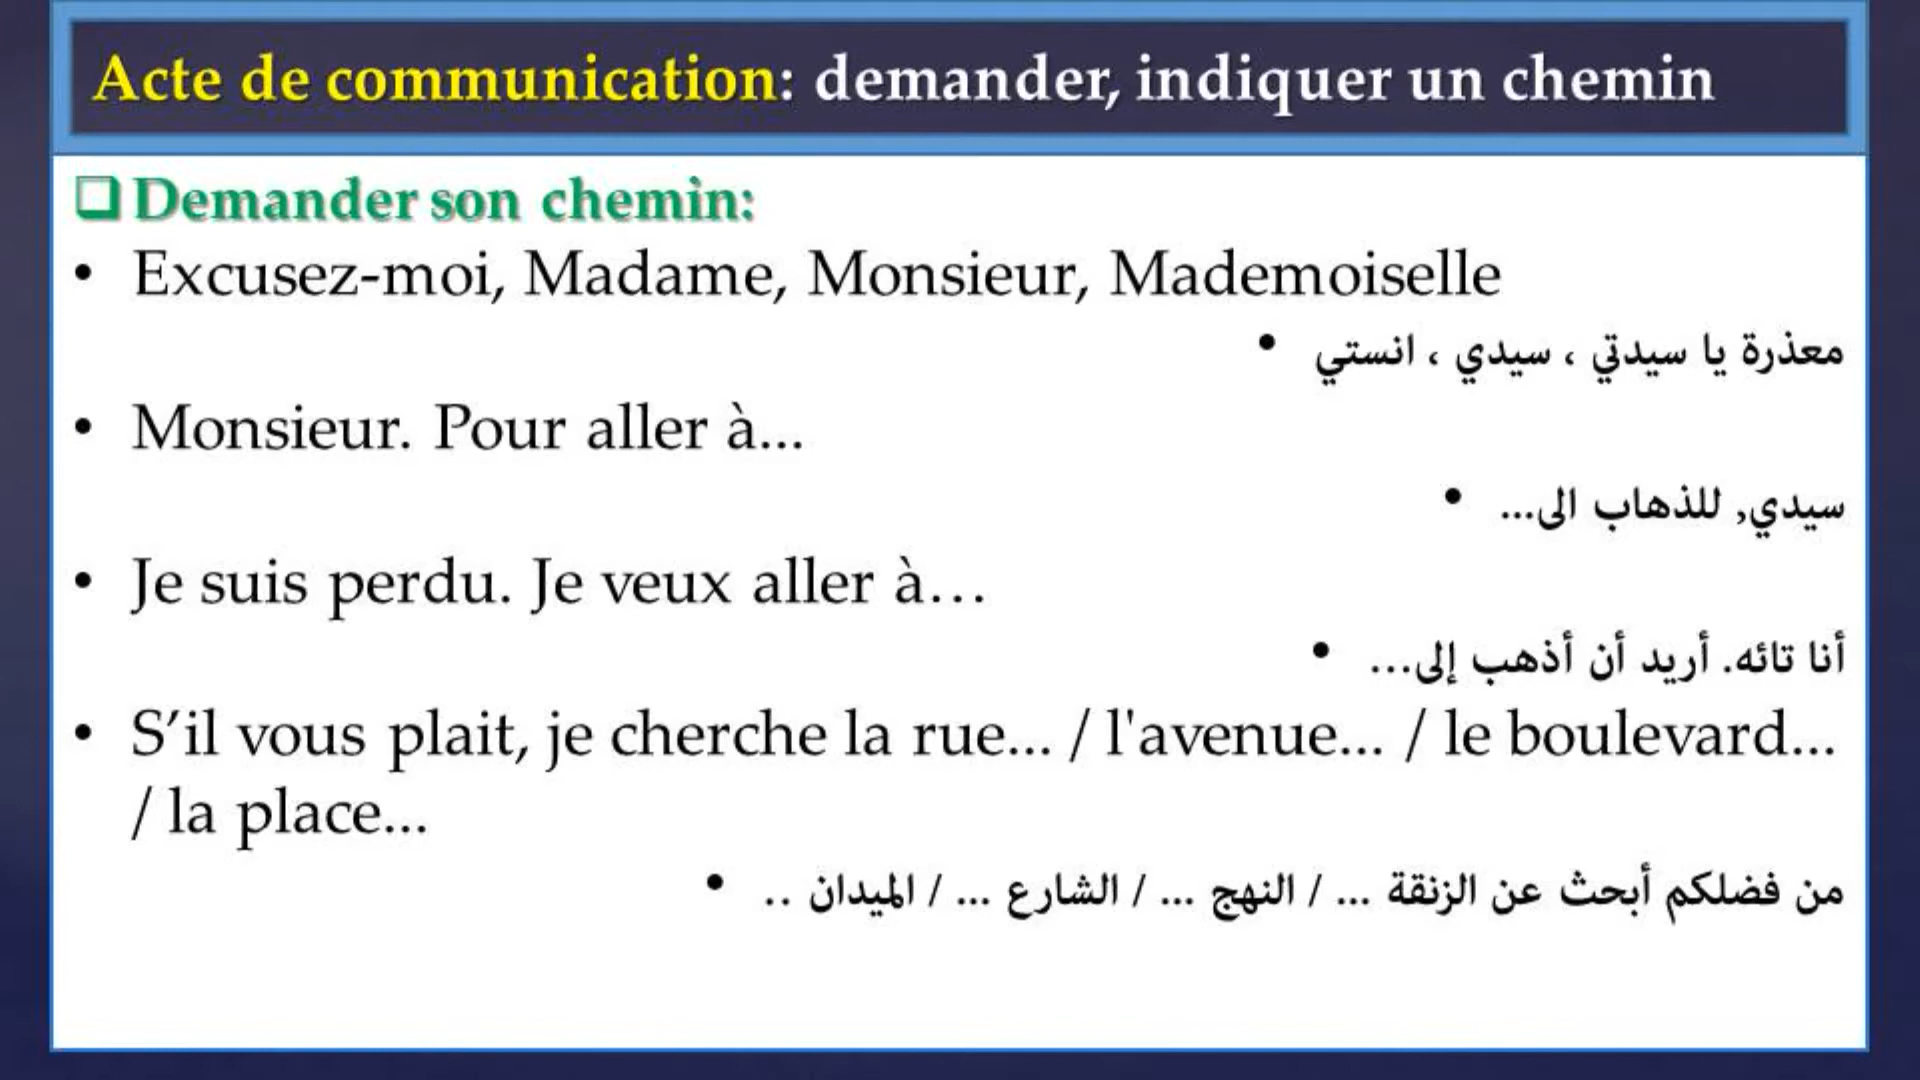 Acte de communication: demander, indiquer un chemin
❑ Demander son chemin:
• Excusez-moi, Madame, Monsieur, Mademoiselle
• معذرة يا سيدتي ، سيدي ، انستي
• Monsieur. Pour aller à...
• سيدي, للذهاب الى...
• Je suis perdu. Je veux aller à…
• أنا تائه. أريد أن أذهب إلى…
• S’il vous plait, je cherche la rue... / l'avenue... / le boulevard...
/ la place...
• من فضلكم أبحث عن الزنقة ... / النهج ... / الشارع ... / الميدان ..